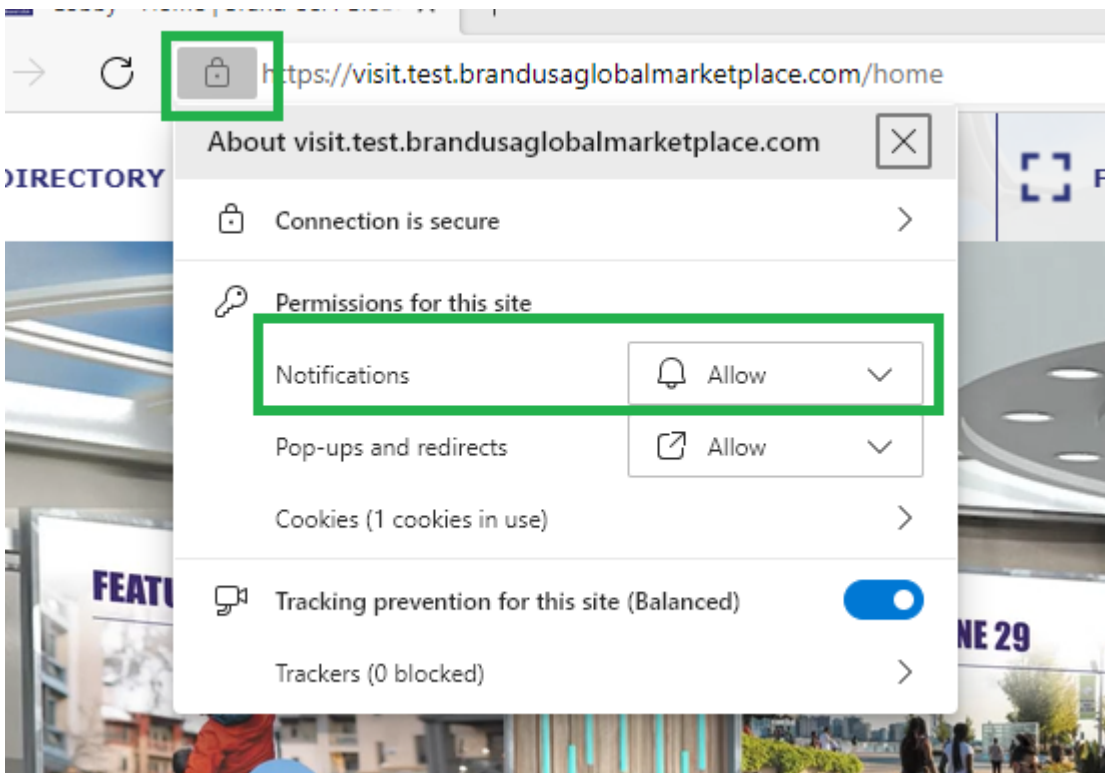 https://visit.test.brandusaglobalmarketplace.com/home
About visit.test.brandusaglobalmarketplace.com
DIRECTORY
Connection is secure
Permissions for this site
Notifications
Allow
Pop-ups and redirects
Allow
Cookies (1 cookies in use)
FEATU
Tracking prevention for this site (Balanced)
NE 29
Trackers (0 blocked)